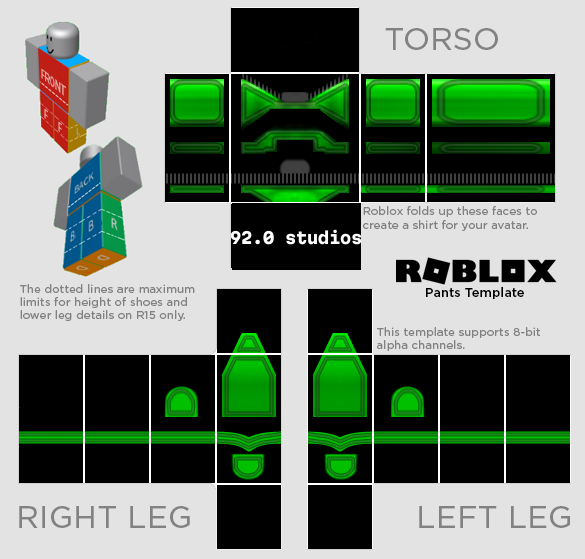 TORSO
FRONT
F
F
L
BACK
B
B
R
92.0 studios
Roblox folds up these faces to
create a shirt for your avatar.
ROBLOX
Pants Template
The dotted lines are maximum
limits for height of shoes and
lower leg details on R15 only.
This template supports 8-bit
alpha channels.
RIGHT LEG
LEFT LEG